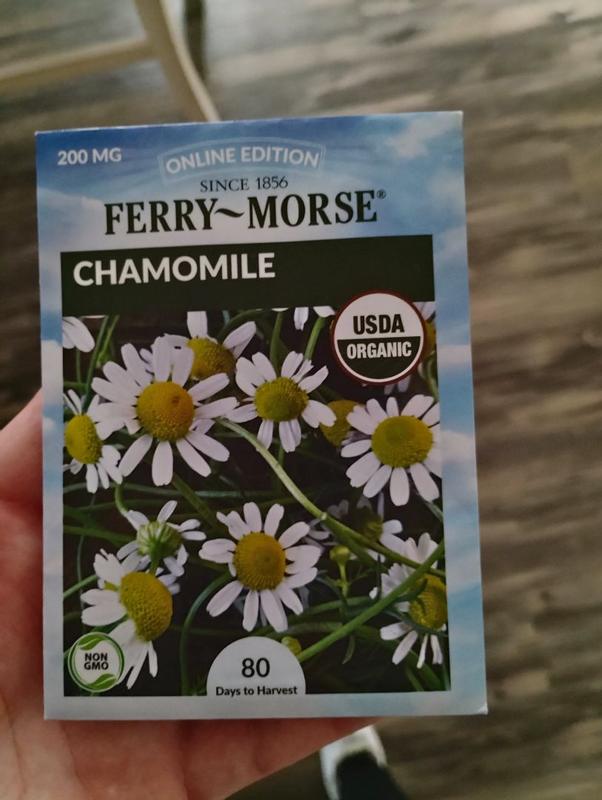 200 MG
ONLINE EDITION
SINCE 1856
FERRY~MORSE®
CHAMOMILE
USDA
ORGANIC
NON
GMO
80
Days to Harvest